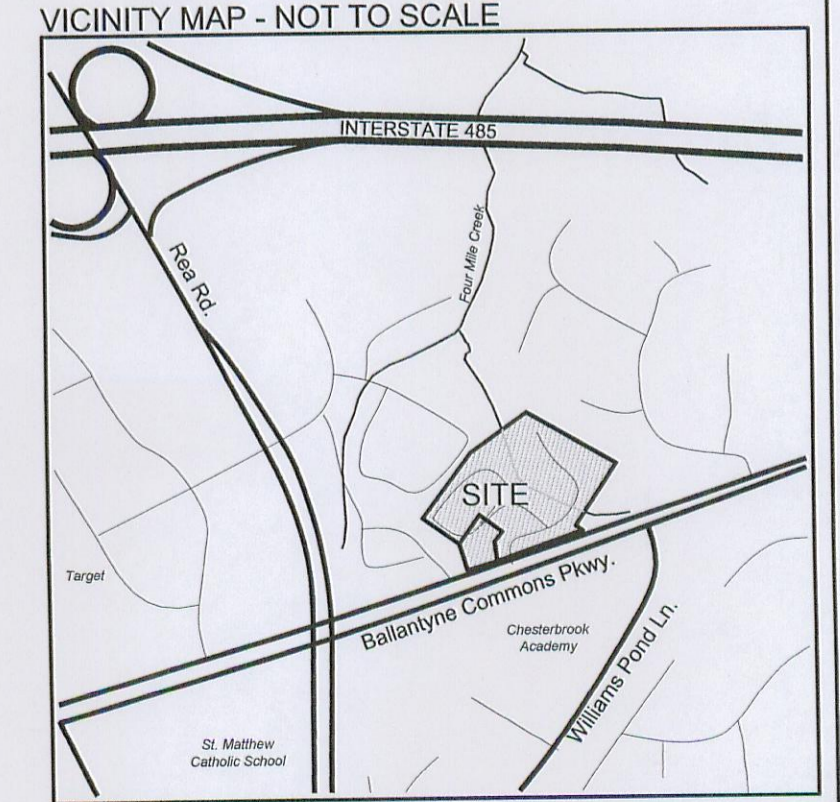 VICINITY MAP - NOT TO SCALE
INTERSTATE 485
Rea Rd.
Four Mile Creek
SITE
Target
Ballantyne Commons Pkwy.
Chesterbrook
Academy
Williams Pond Ln.
St. Matthew
Catholic School